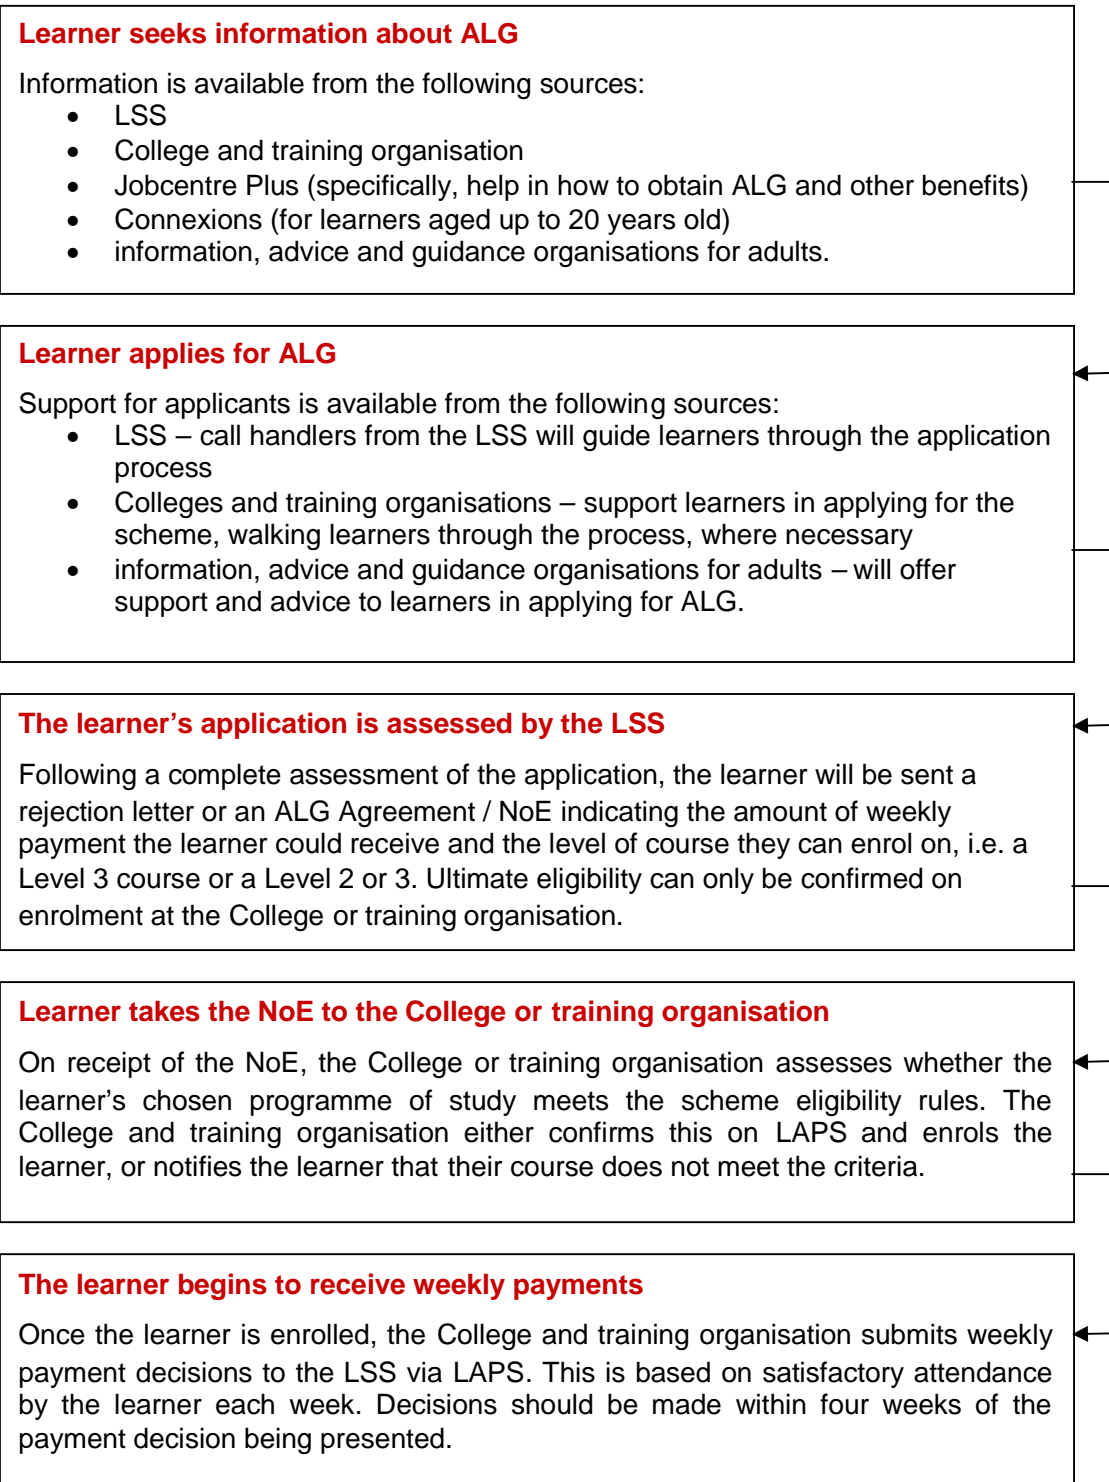 Learner seeks information about ALG
Information is available from the following sources:
• LSS
• College and training organisation
• Jobcentre Plus (specifically, help in how to obtain ALG and other benefits)
• Connexions (for learners aged up to 20 years old)
• information, advice and guidance organisations for adults.
Learner applies for ALG
Support for applicants is available from the following sources:
• LSS – call handlers from the LSS will guide learners through the application
process
• Colleges and training organisations – support learners in applying for the
scheme, walking learners through the process, where necessary
• information, advice and guidance organisations for adults – will offer
support and advice to learners in applying for ALG.
The learner’s application is assessed by the LSS
Following a complete assessment of the application, the learner will be sent a
rejection letter or an ALG Agreement / NoE indicating the amount of weekly
payment the learner could receive and the level of course they can enrol on, i.e. a
Level 3 course or a Level 2 or 3. Ultimate eligibility can only be confirmed on
enrolment at the College or training organisation.
Learner takes the NoE to the College or training organisation
On receipt of the NoE, the College or training organisation assesses whether the
learner’s chosen programme of study meets the scheme eligibility rules. The
College and training organisation either confirms this on LAPS and enrols the
learner, or notifies the learner that their course does not meet the criteria.
The learner begins to receive weekly payments
Once the learner is enrolled, the College and training organisation submits weekly
payment decisions to the LSS via LAPS. This is based on satisfactory attendance
by the learner each week. Decisions should be made within four weeks of the
payment decision being presented.